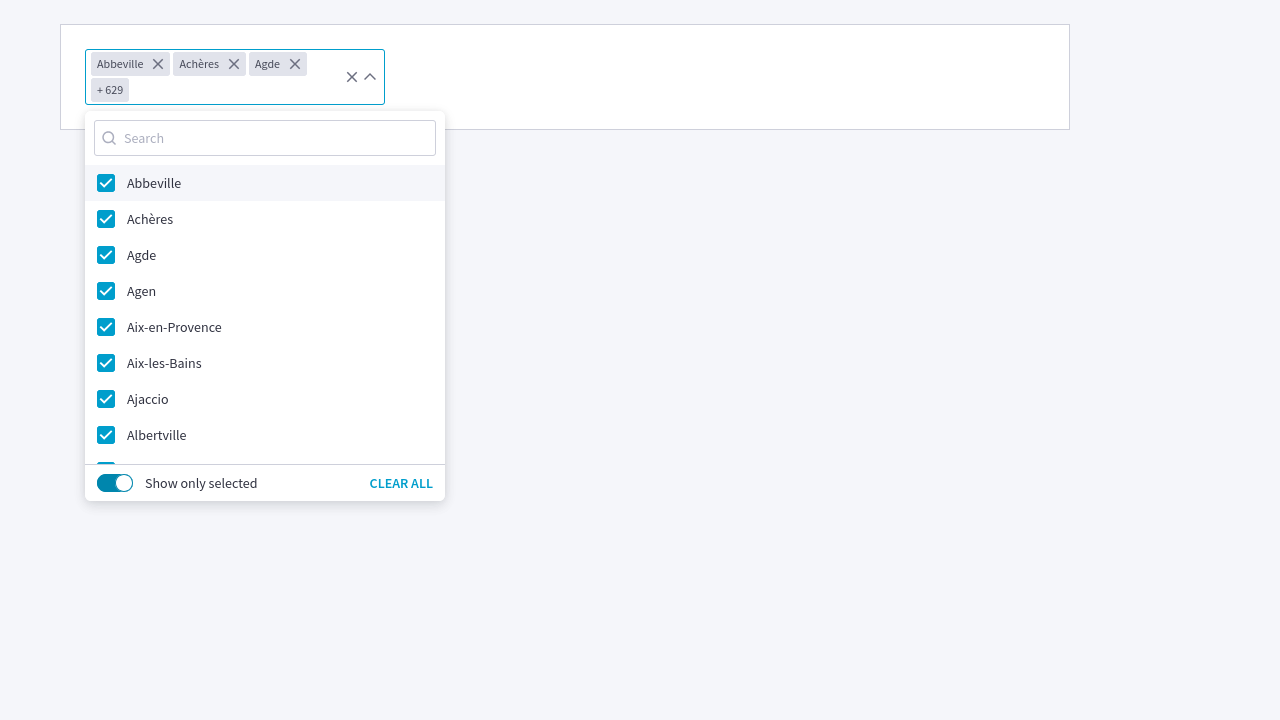 Abbeville Achères Agde
+ 629
Search
Abbeville
Achères
Agde
Agen
Aix-en-Provence
Aix-les-Bains
Ajaccio
Albertville
Show only selected CLEAR ALL